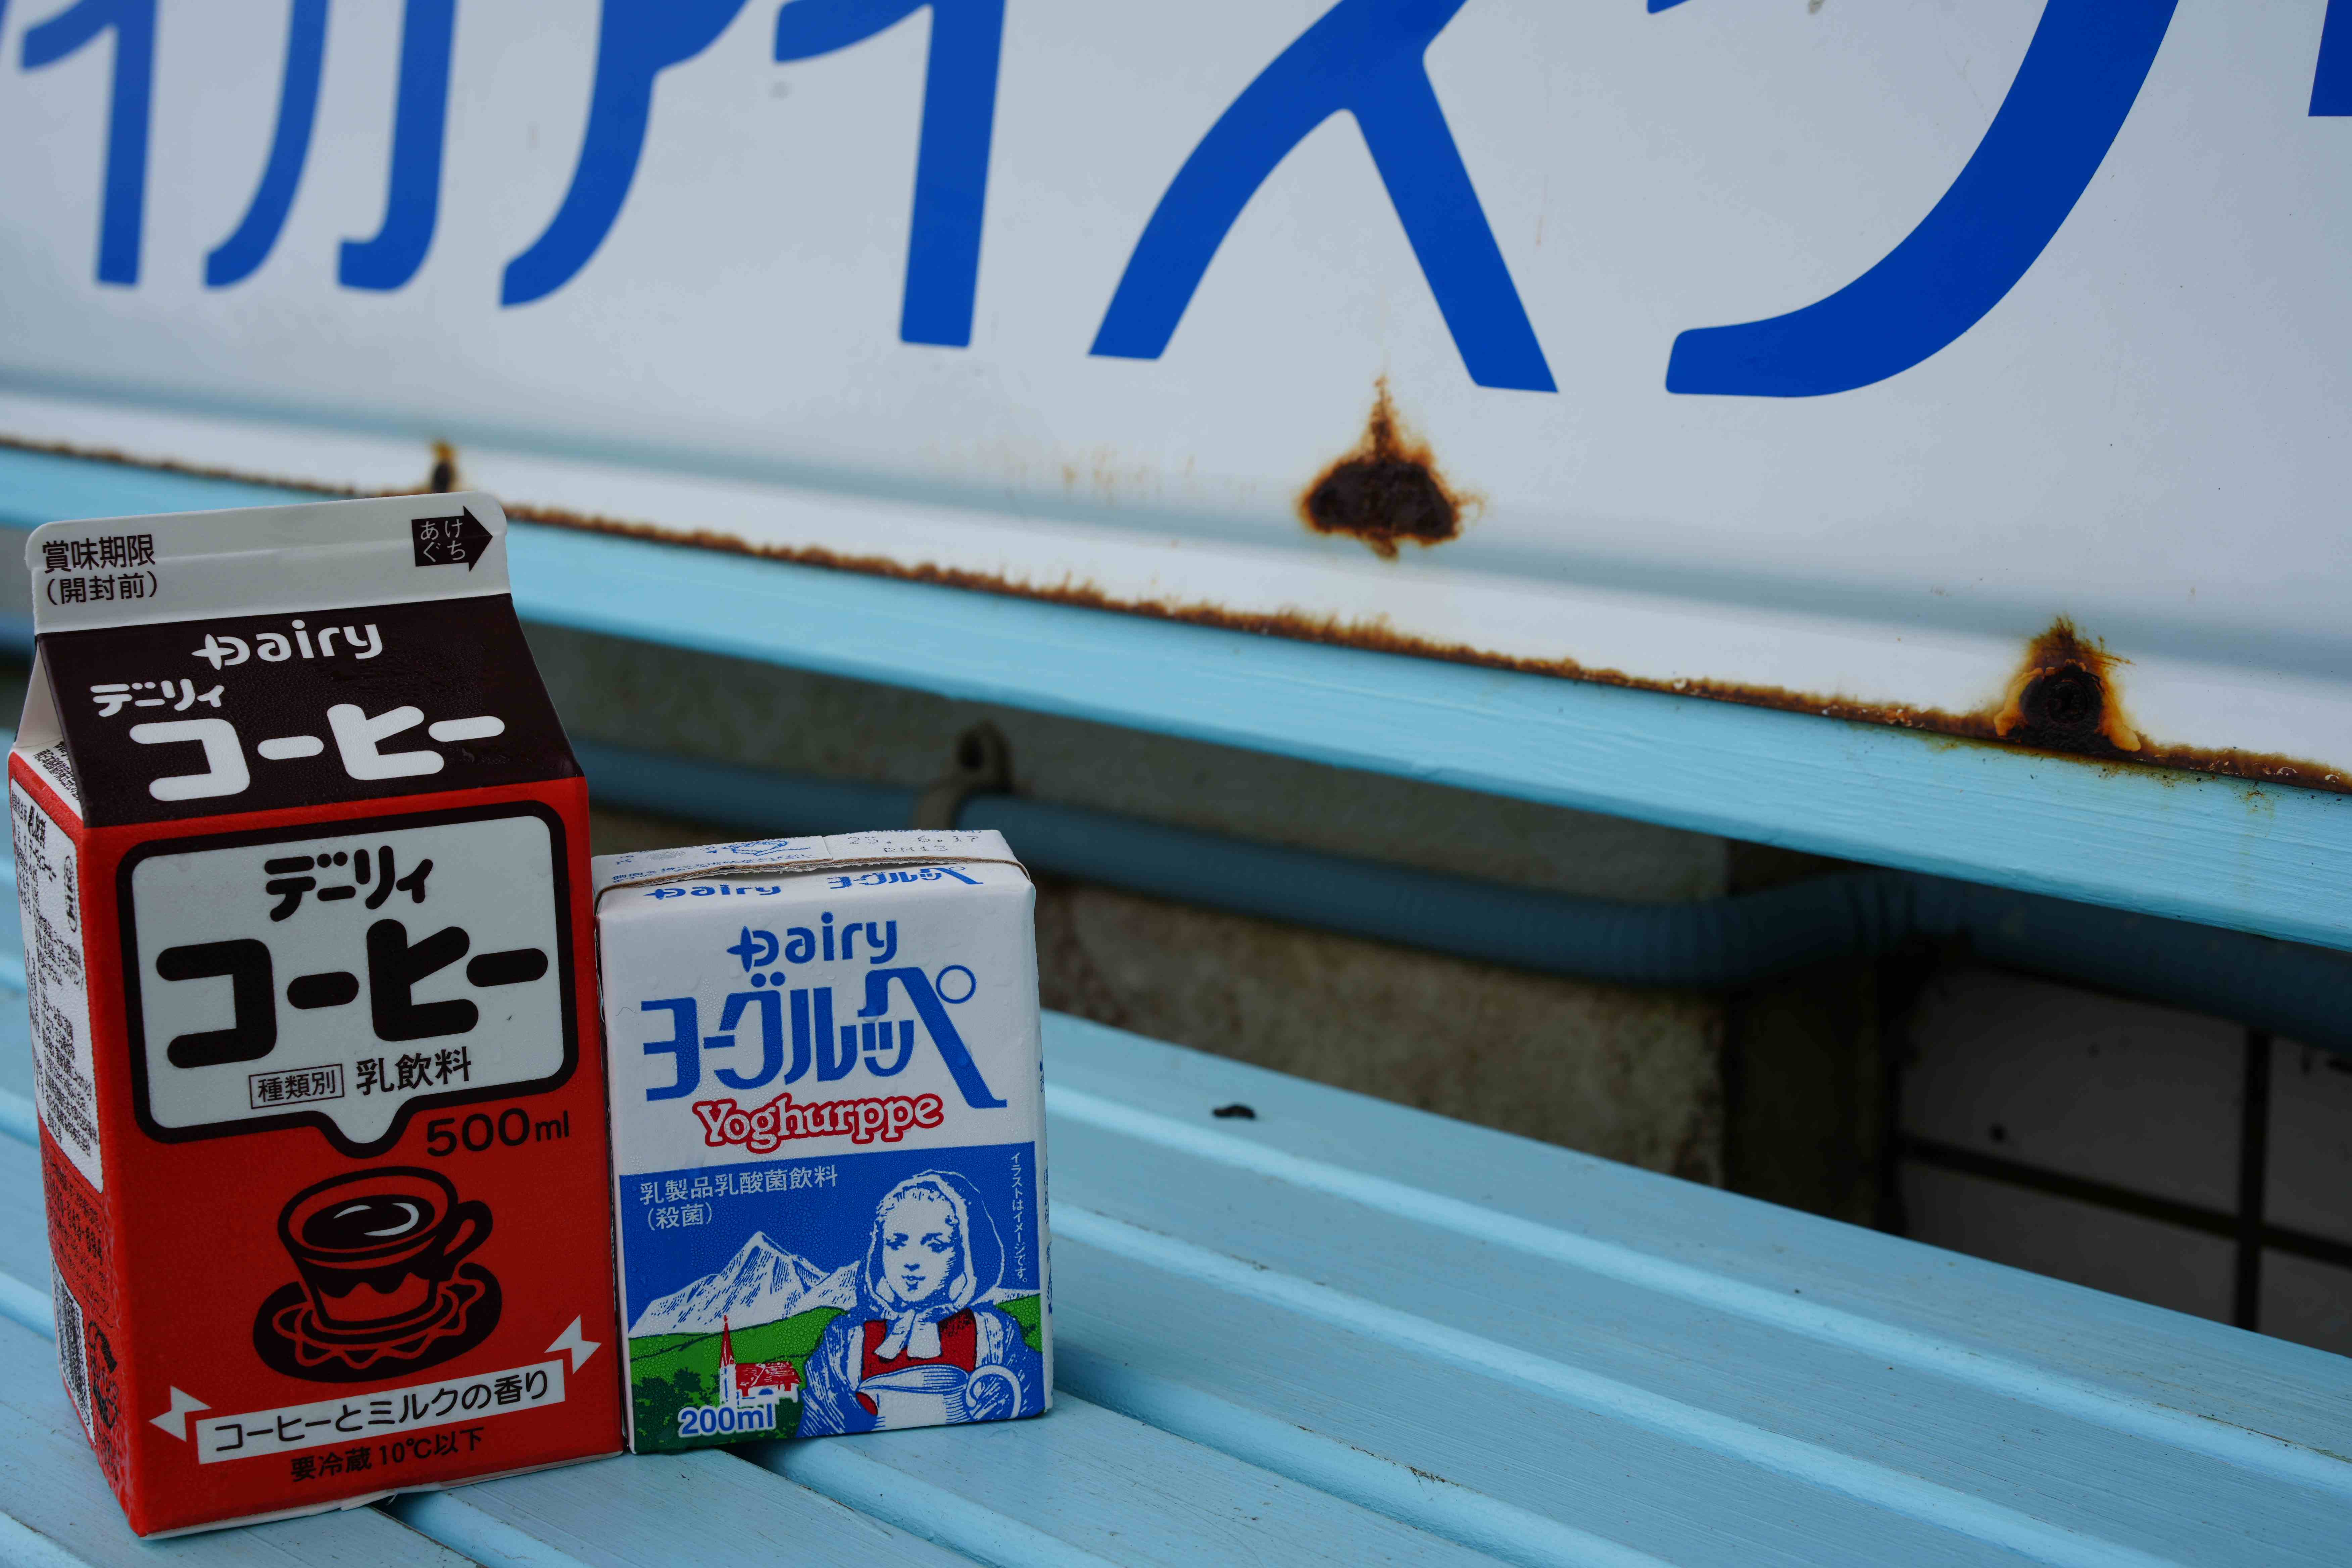 アイスク
賞味期限
(開封前)
あけ
ぐち
Dairy
デーリィ
コーヒー
デーリィ
コーヒー
種類別 乳飲料
500ml
コーヒーとミルクの香り
要冷蔵10℃以下
25. 6.17
Dairy ヨーグルッペ
Dairy
ヨーグルッペ
Yoghurppe
乳製品乳酸菌飲料
(殺菌)
イラストはイメージです。
200ml